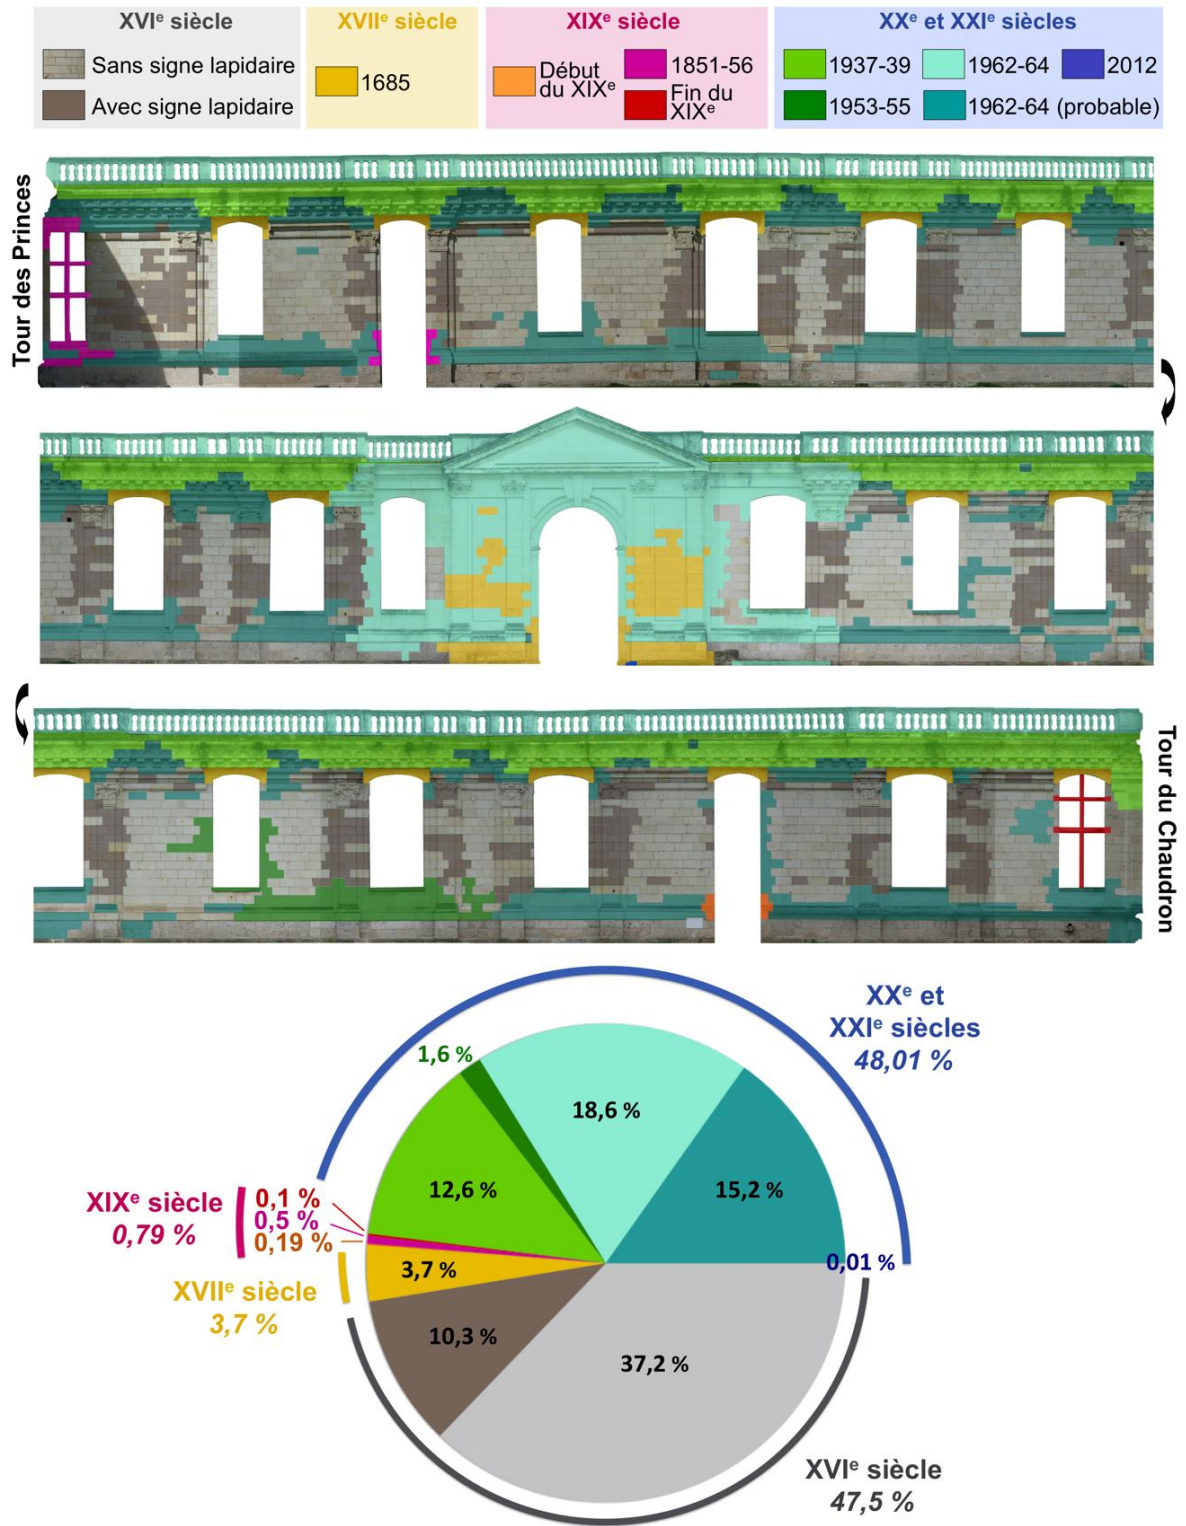 XVIe siècle
Sans signe lapidaire
Avec signe lapidaire
XVIIe siècle
1685
XIXe siècle
Début
du XIXe
1851-56
Fin du
XIXe
XXe et XXIe siècles
1937-39
1962-64
2012
1953-55
1962-64 (probable)
Tour des Princes
Tour du Chaudron
XXe et
XXIe siècles
48,01 %
1,6 %
18,6 %
12,6 %
15,2 %
XIXe siècle
0,79 %
0,1 %
0,5 %
0,19 %
0,01 %
3,7 %
XVIIe siècle
3,7 %
10,3 %
37,2 %
XVIe siècle
47,5 %